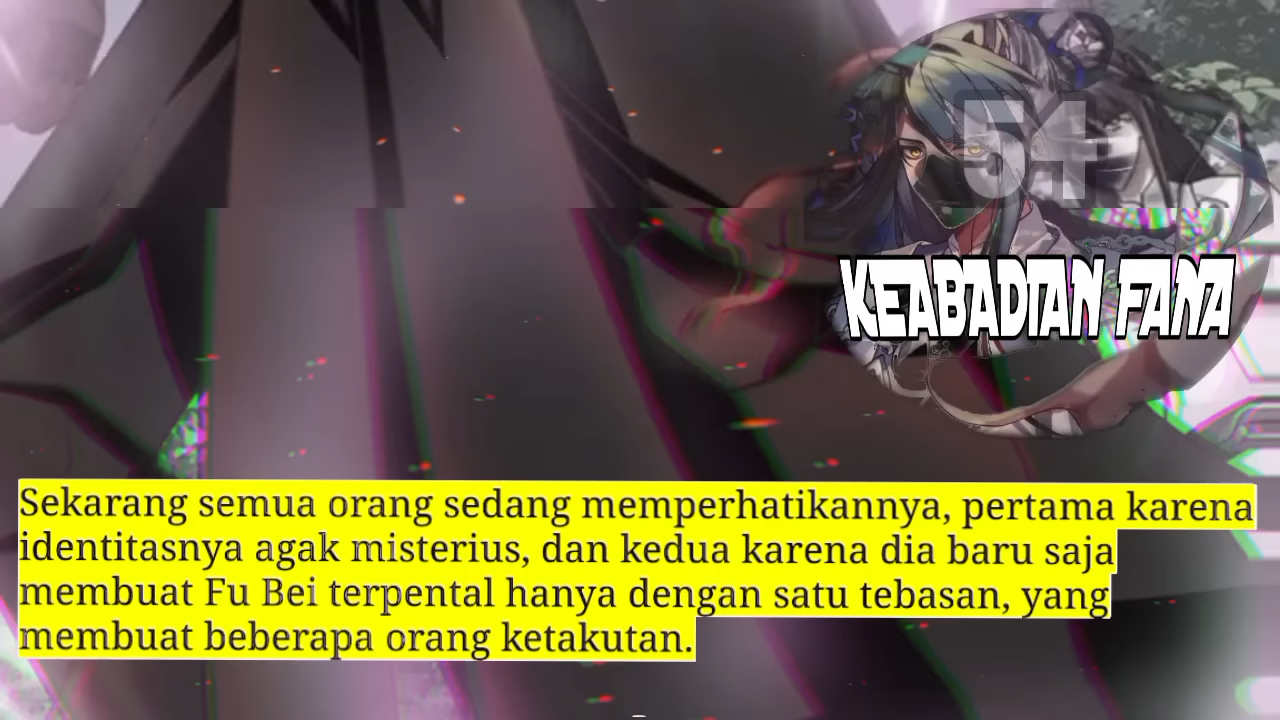 54
KEABADIAN FANA
Sekarang semua orang sedang memperhatikannya, pertama karena
identitasnya agak misterius, dan kedua karena dia baru saja
membuat Fu Bei terpental hanya dengan satu tebasan, yang
membuat beberapa orang ketakutan.